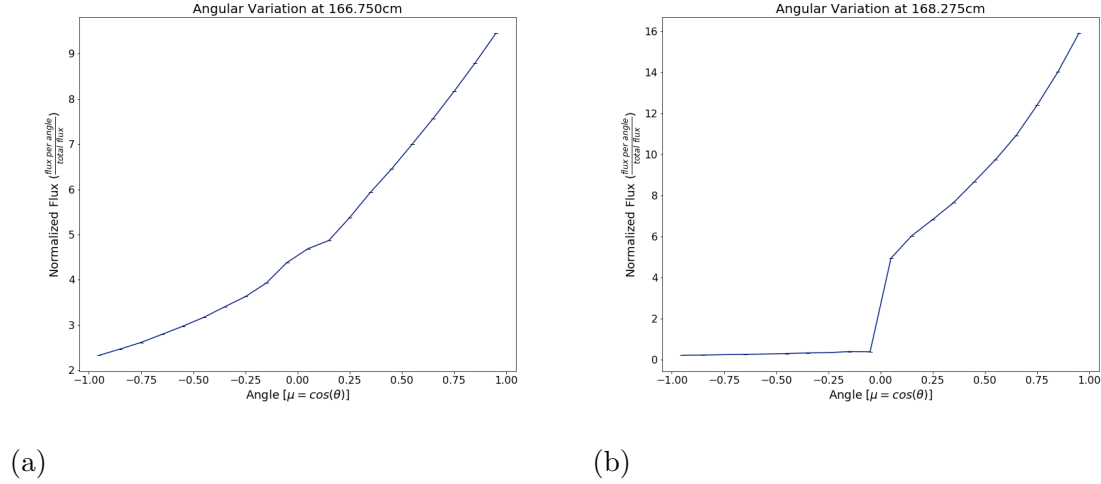 Angular Variation at 166.750cm
Normalized Flux (flux per angle / total flux)
9
8
7
6
5
4
3
2
−1.00 −0.75 −0.50 −0.25 0.00 0.25 0.50 0.75 1.00
Angle [μ = cos(θ)]
(a)
Angular Variation at 168.275cm
Normalized Flux (flux per angle / total flux)
16
14
12
10
8
6
4
2
0
−1.00 −0.75 −0.50 −0.25 0.00 0.25 0.50 0.75 1.00
Angle [μ = cos(θ)]
(b)